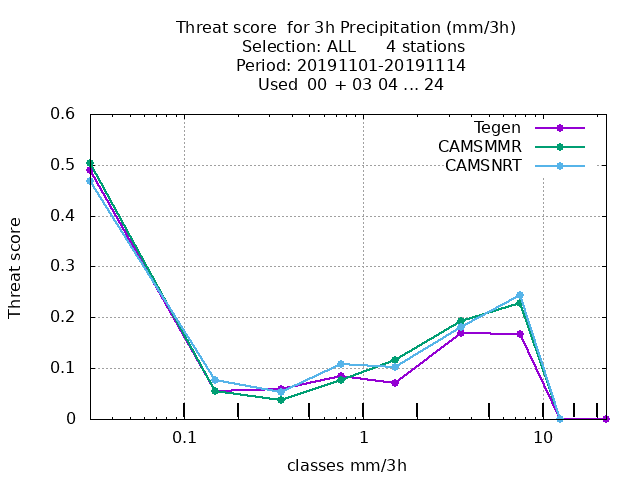 Threat score  for 3h Precipitation (mm/3h)
Selection: ALL      4 stations
Period: 20191101-20191114
Used  00  + 03 04 ... 24
Tegen
CAMSMMR
CAMSNRT
0.6
0.5
0.4
0.3
0.2
0.1
0
Threat score
0.1
1
10
classes mm/3h